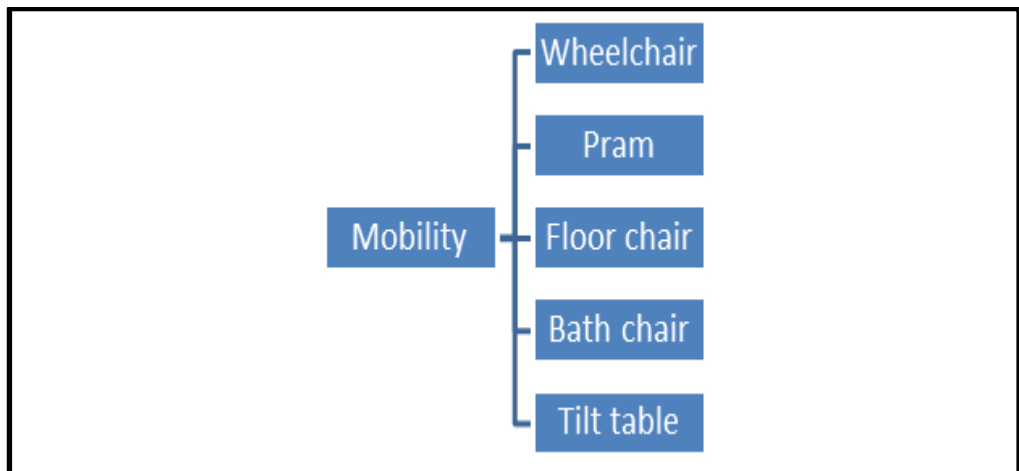 Wheelchair
Pram
Mobility
Floor chair
Bath chair
Tilt table